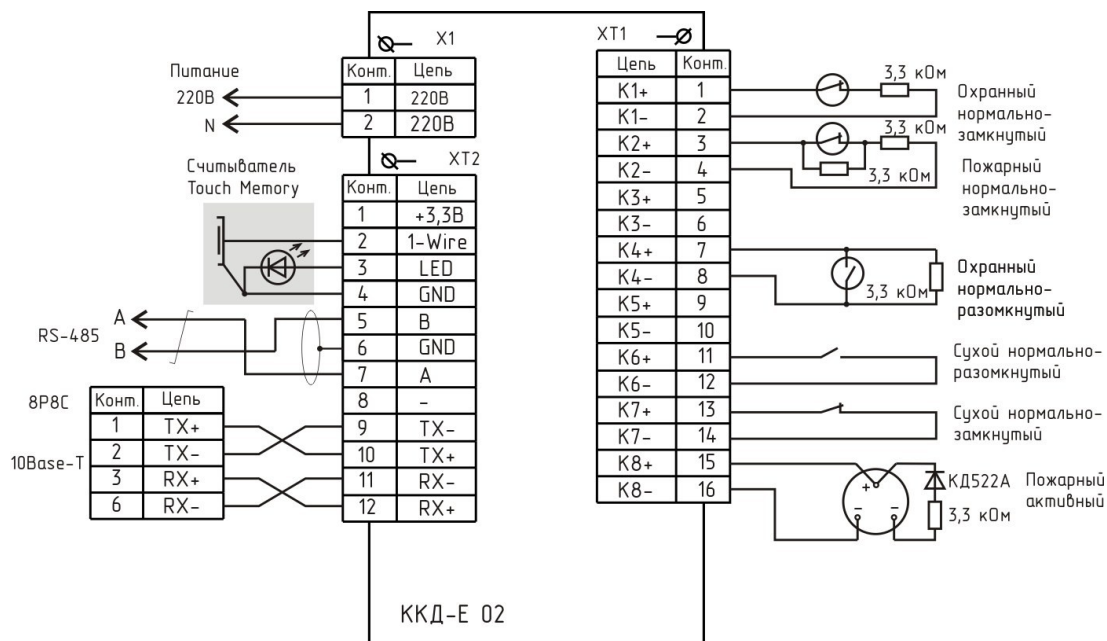 X1
Конт. Цепь
1 220В
2 220В
Питание
220В
N
XT2
Конт. Цепь
1 +3,3В
2 1-Wire
3 LED
4 GND
5 B
6 GND
7 A
8 -
9 TX-
10 TX+
11 RX-
12 RX+
Считыватель
Touch Memory
RS-485
A
B
8P8C
10Base-T
Конт. Цепь
1 TX+
2 TX-
3 RX+
6 RX-
XT1
Цепь Конт.
K1+ 1
K1- 2
K2+ 3
K2- 4
K3+ 5
K3- 6
K4+ 7
K4- 8
K5+ 9
K5- 10
K6+ 11
K6- 12
K7+ 13
K7- 14
K8+ 15
K8- 16
3,3 кОм
Охранный
нормально-
замкнутый
3,3 кОм
3,3 кОм
Пожарный
нормально-
замкнутый
3,3 кОм
Охранный
нормально-
разомкнутый
Сухой нормально-
разомкнутый
Сухой нормально-
замкнутый
+
- -
КД522А
3,3 кОм
Пожарный
активный
ККД-Е 02